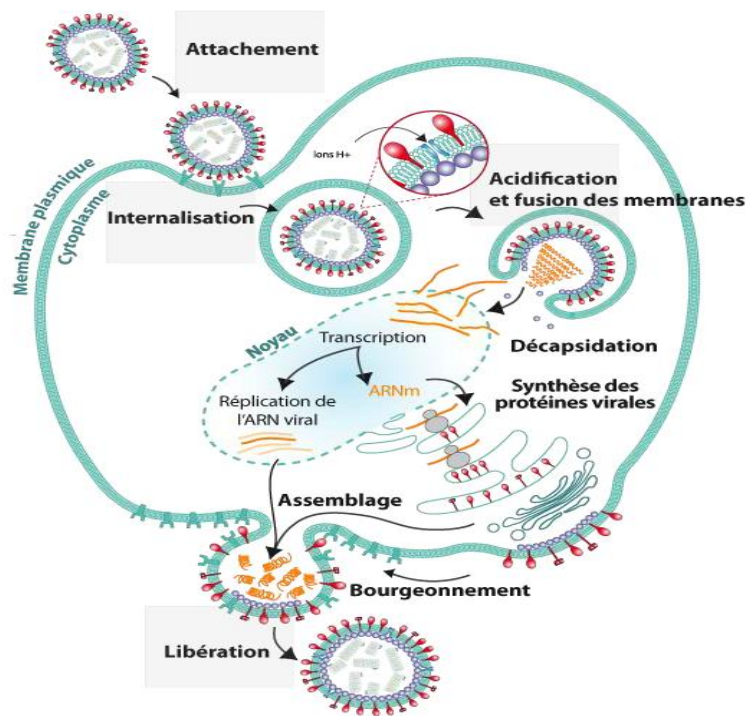 Attachement
Ions H+
Acidification
et fusion des membranes
Internalisation
Membrane plasmique
Cytoplasme
Noyau
Transcription
Décapsidation
Réplication de
l'ARN viral
ARNm
Synthèse des
protéines virales
Assemblage
Bourgeonnement
Libération